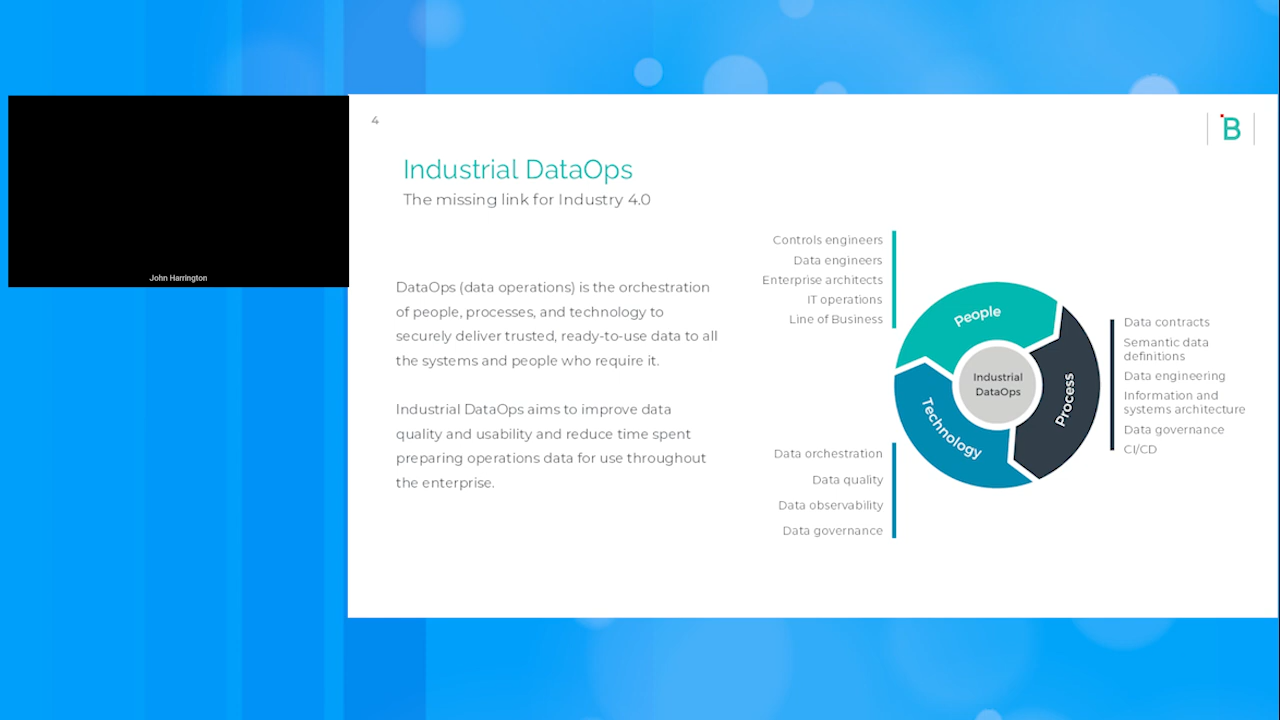 John Harrington
4
B
Industrial DataOps
The missing link for Industry 4.0
DataOps (data operations) is the orchestration
of people, processes, and technology to
securely deliver trusted, ready-to-use data to all
the systems and people who require it.
Industrial DataOps aims to improve data
quality and usability and reduce time spent
preparing operations data for use throughout
the enterprise.
Controls engineers
Data engineers
Enterprise architects
IT operations
Line of Business
People
Industrial
DataOps
Process
Technology
Data contracts
Semantic data
definitions
Data engineering
Information and
systems architecture
Data governance
CI/CD
Data orchestration
Data quality
Data observability
Data governance